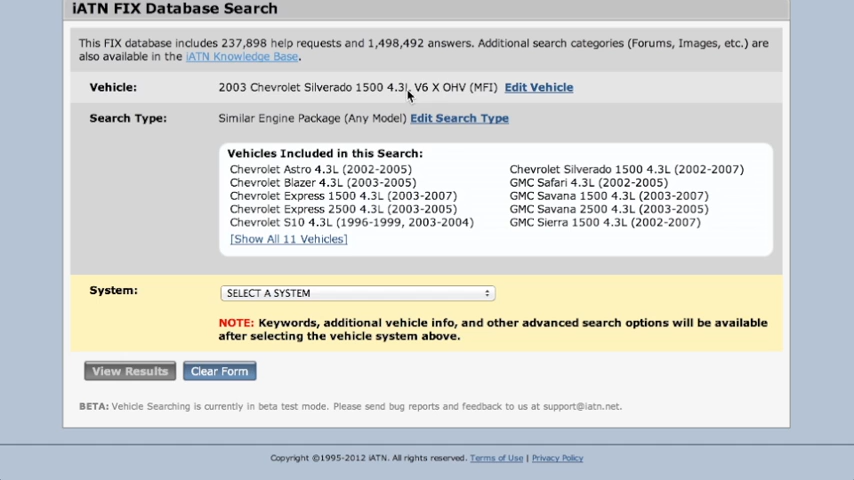 iATN FIX Database Search
This FIX database includes 237,898 help requests and 1,498,492 answers. Additional search categories (Forums, Images, etc.) are
also available in the iATN Knowledge Base.
Vehicle: 2003 Chevrolet Silverado 1500 4.3L V6 X OHV (MFI) Edit Vehicle
Search Type: Similar Engine Package (Any Model) Edit Search Type
Vehicles Included in this Search:
Chevrolet Astro 4.3L (2002-2005)
Chevrolet Blazer 4.3L (2003-2005)
Chevrolet Express 1500 4.3L (2003-2007)
Chevrolet Express 2500 4.3L (2003-2005)
Chevrolet S10 4.3L (1996-1999, 2003-2004)
[Show All 11 Vehicles]
Chevrolet Silverado 1500 4.3L (2002-2007)
GMC Safari 4.3L (2002-2005)
GMC Savana 1500 4.3L (2003-2007)
GMC Savana 2500 4.3L (2003-2005)
GMC Sierra 1500 4.3L (2002-2007)
System: SELECT A SYSTEM
NOTE: Keywords, additional vehicle info, and other advanced search options will be available
after selecting the vehicle system above.
View Results Clear Form
BETA: Vehicle Searching is currently in beta test mode. Please send bug reports and feedback to us at support@iatn.net.
Copyright ©1995-2012 iATN. All rights reserved. Terms of Use | Privacy Policy